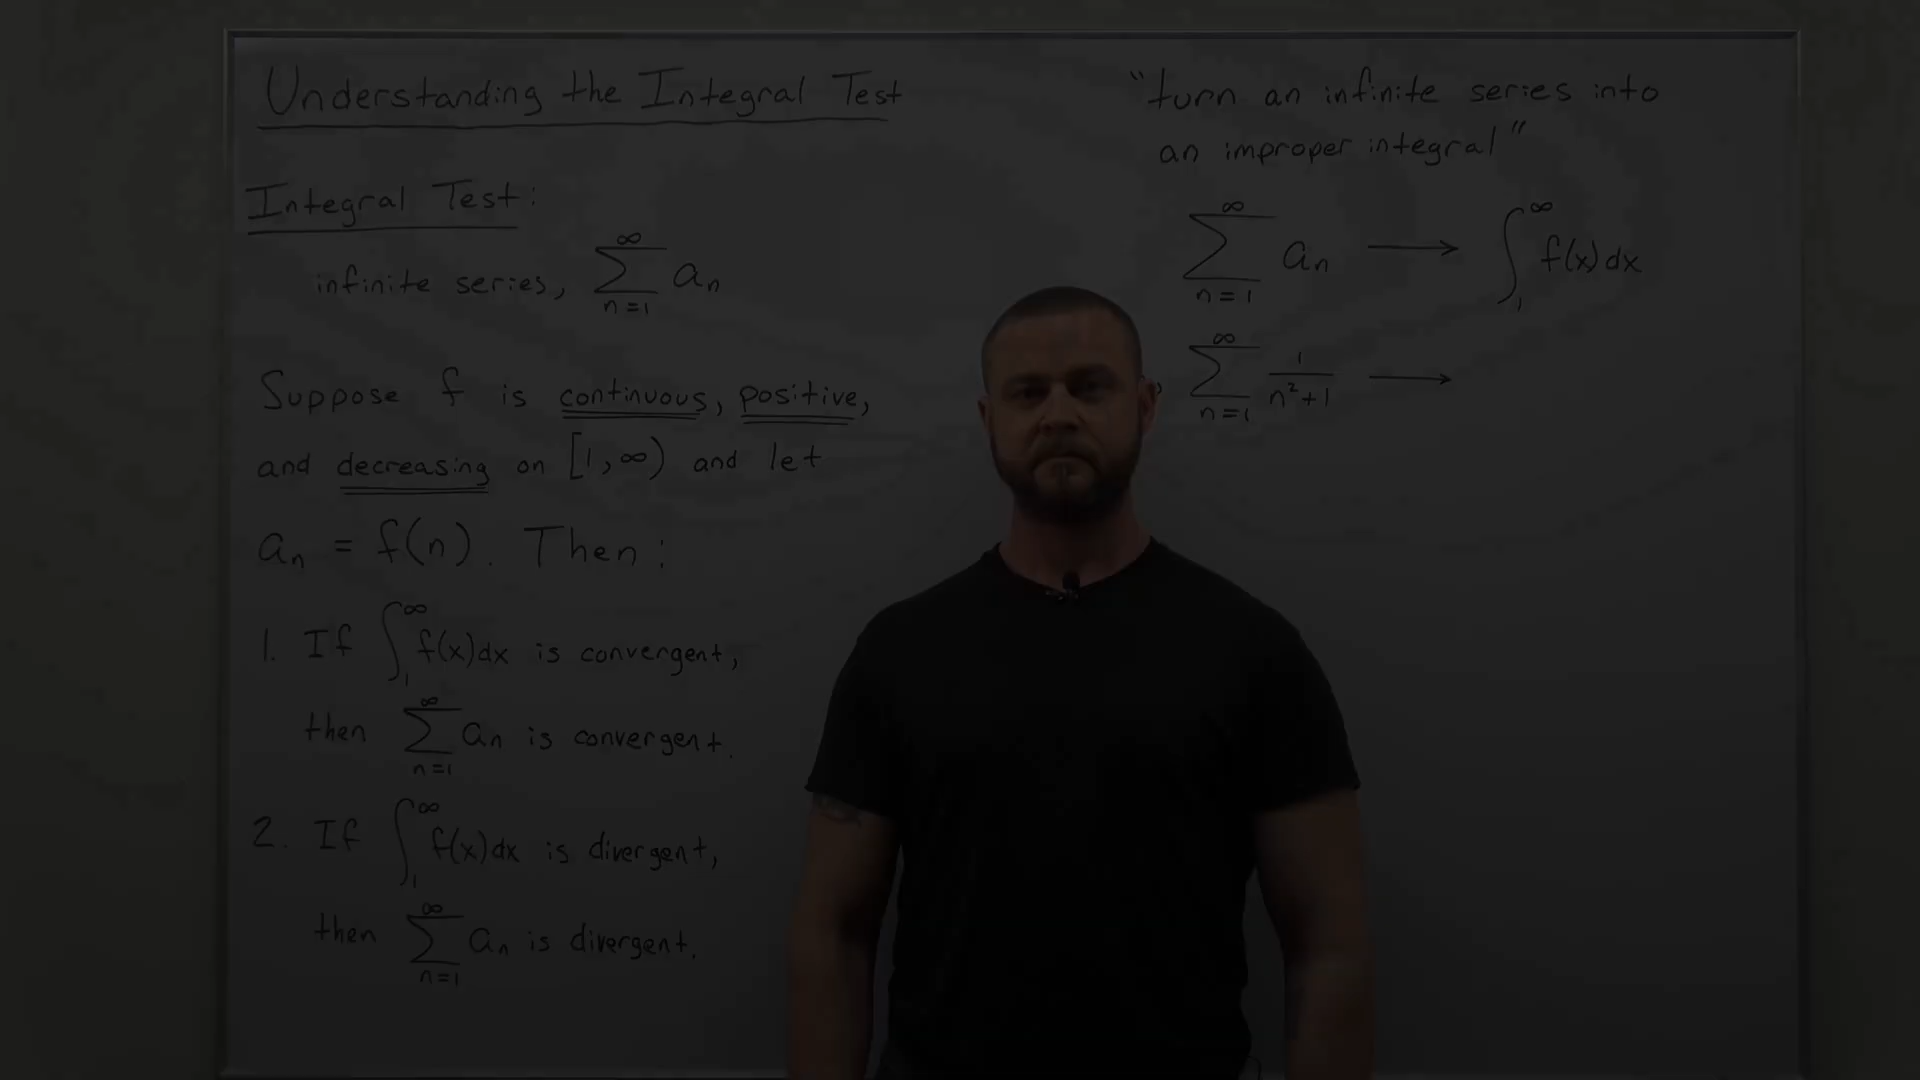 Understanding the Integral Test
Integral Test:
infinite series, ∑_{n=1}^{∞} a_n
Suppose f is continuous, positive,
and decreasing on [1, ∞) and let
a_n = f(n). Then:
1. If ∫_1^∞ f(x)dx is convergent,
then ∑_{n=1}^{∞} a_n is convergent.
2. If ∫_1^∞ f(x)dx is divergent,
then ∑_{n=1}^{∞} a_n is divergent.
"turn an infinite series into
an improper integral"
∑_{n=1}^{∞} a_n → ∫_1^∞ f(x)dx
∑_{n=1}^{∞} 1/(n²+1) →